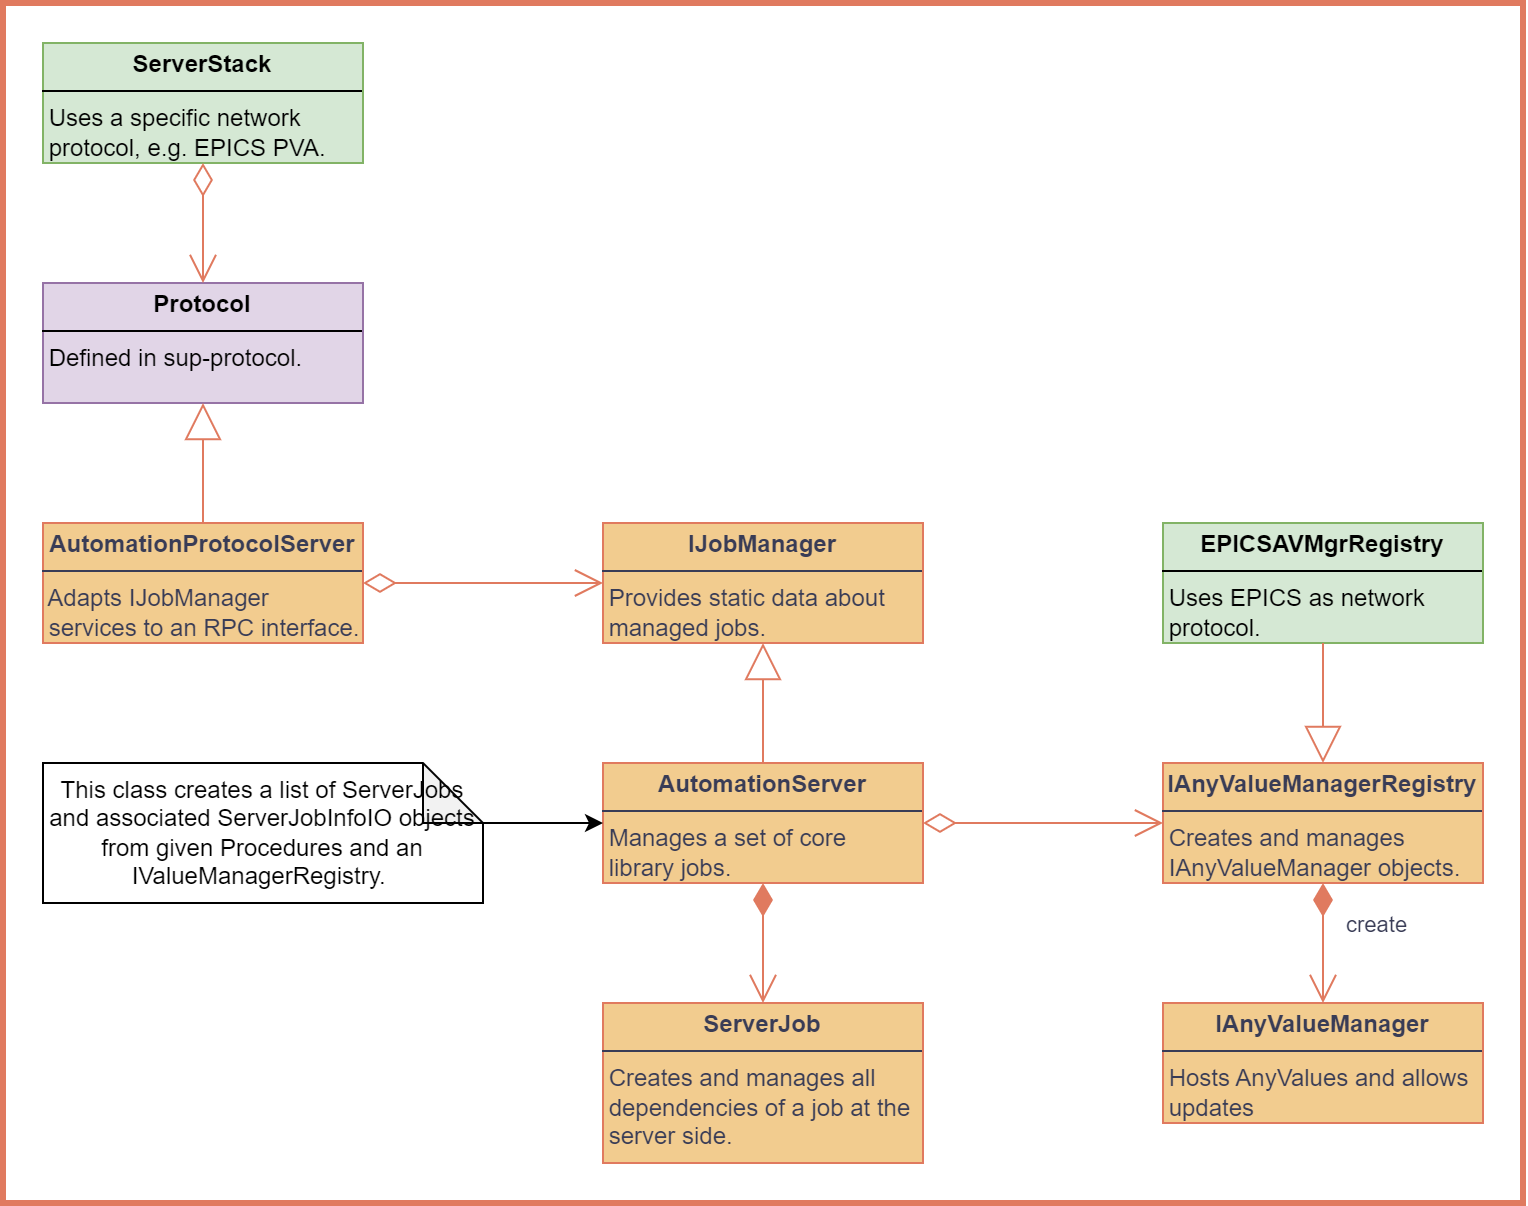 ServerStack
Uses a specific network
protocol, e.g. EPICS PVA.
Protocol
Defined in sup-protocol.
AutomationProtocolServer
Adapts IJobManager
services to an RPC interface.
IJobManager
Provides static data about
managed jobs.
EPICSAVMgrRegistry
Uses EPICS as network
protocol.
This class creates a list of ServerJobs
and associated ServerJobInfoIO objects
from given Procedures and an
IValueManagerRegistry.
AutomationServer
Manages a set of core
library jobs.
IAnyValueManagerRegistry
Creates and manages
IAnyValueManager objects.
create
ServerJob
Creates and manages all
dependencies of a job at the
server side.
IAnyValueManager
Hosts AnyValues and allows
updates